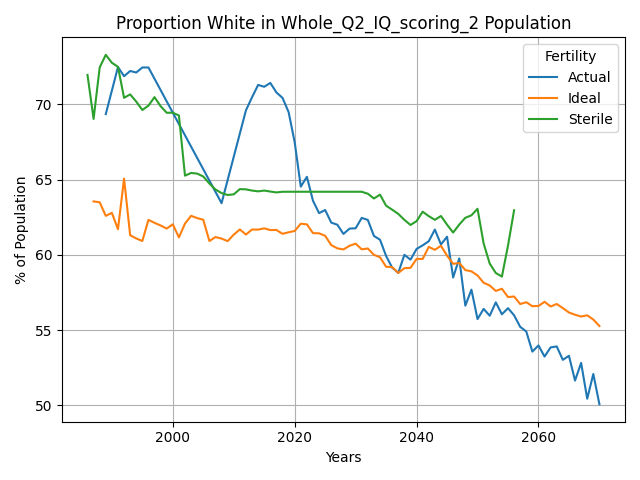 Proportion White in Whole_Q2_IQ_scoring_2 Population
% of Population
70
65
60
55
50
Fertility
Actual
Ideal
Sterile
2000
2020
2040
2060
Years